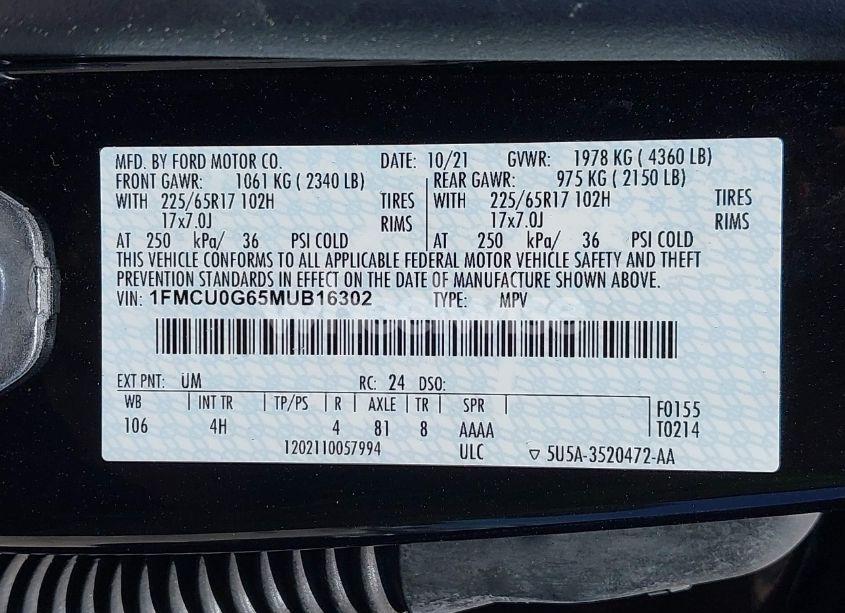 MFD. BY FORD MOTOR CO. DATE: 10/21 GVWR: 1978 KG ( 4360 LB)
FRONT GAWR: 1061 KG ( 2340 LB) REAR GAWR: 975 KG ( 2150 LB)
WITH 225/65R17 102H TIRES WITH 225/65R17 102H TIRES
17x7.0J RIMS 17x7.0J RIMS
AT 250 kPa/ 36 PSI COLD AT 250 kPa/ 36 PSI COLD
THIS VEHICLE CONFORMS TO ALL APPLICABLE FEDERAL MOTOR VEHICLE SAFETY AND THEFT
PREVENTION STANDARDS IN EFFECT ON THE DATE OF MANUFACTURE SHOWN ABOVE.
VIN: 1FMCU0G65MUB16302 TYPE: MPV
EXT PNT: UM RC: 24 DSO:
WB INT TR TP/PS R AXLE TR SPR F0155
106 4H 4 81 8 AAAA T0214
1202110057994 ULC ▽ 5U5A-3520472-AA